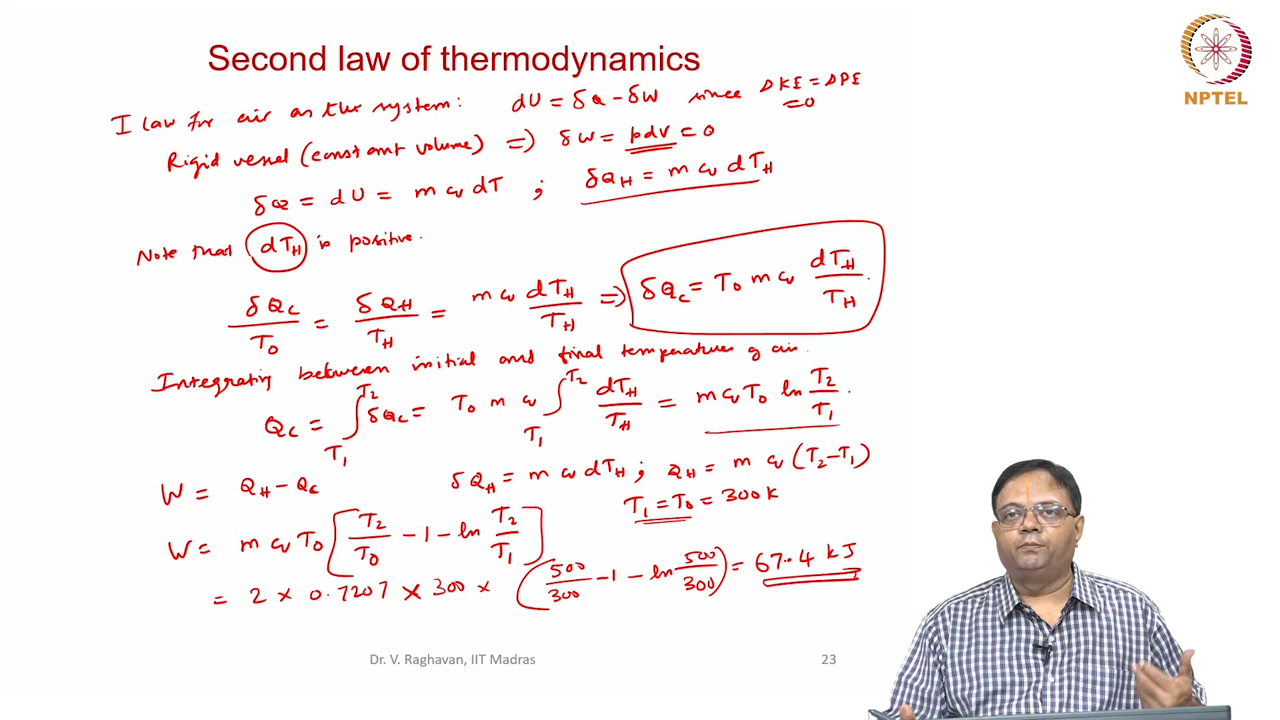 Second law of thermodynamics
NPTEL
I law for air as the system: dU = δQ - δW since ΔKE = ΔPE = 0
Rigid vessel (constant volume) ⇒ δW = pdV = 0
δQ = dU = m cv dT ; δQH = m cv dTH
Note that dTH is positive.
δQC/T0 = δQH/TH = m cv dTH/TH ⇒ δQC = T0 m cv dTH/TH.
Integrating between initial and final temperature of air.
QC = ∫T1^T2 δQC = T0 m cv ∫T1^T2 dTH/TH = m cv T0 ln T2/T1.
W = QH - QC δQH = m cv dTH ; QH = m cv (T2-T1)
T1 = T0 = 300 K
W = m cv T0 [T2/T0 - 1 - ln T2/T1]
= 2 × 0.7207 × 300 × (500/300 - 1 - ln 500/300) = 67.4 kJ
Dr. V. Raghavan, IIT Madras
23